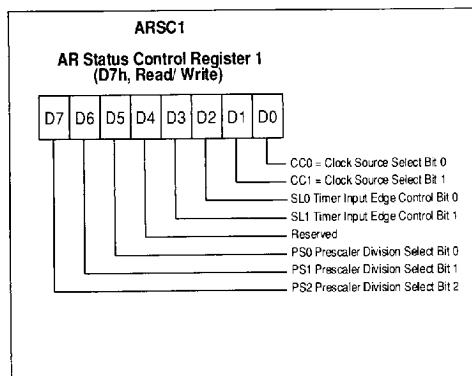 ARSC1
AR Status Control Register 1
(D7h, Read/ Write)
D7 D6 D5 D4 D3 D2 D1 D0
CC0 = Clock Source Select Bit 0
CC1 = Clock Source Select Bit 1
SL0 Timer Input Edge Control Bit 0
SL1 Timer Input Edge Control Bit 1
Reserved
PS0 Prescaler Division Select Bit 0
PS1 Prescaler Division Select Bit 1
PS2 Prescaler Division Select Bit 2